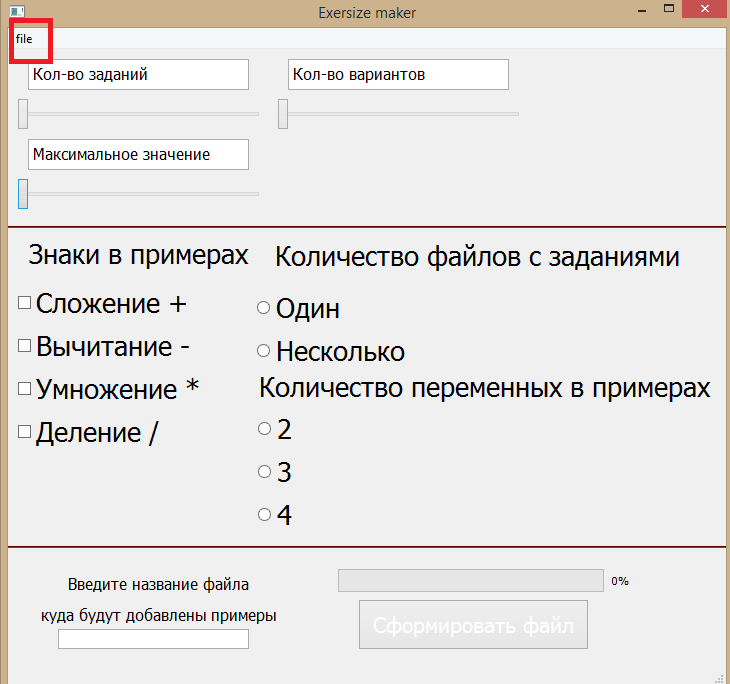 Exersize maker
file
Кол-во заданий
Кол-во вариантов
Максимальное значение
Знаки в примерах
Количество файлов с заданиями
Сложение +
Один
Вычитание -
Несколько
Умножение *
Количество переменных в примерах
Деление /
2
3
4
Введите название файла
0%
куда будут добавлены примеры
Сформировать файл